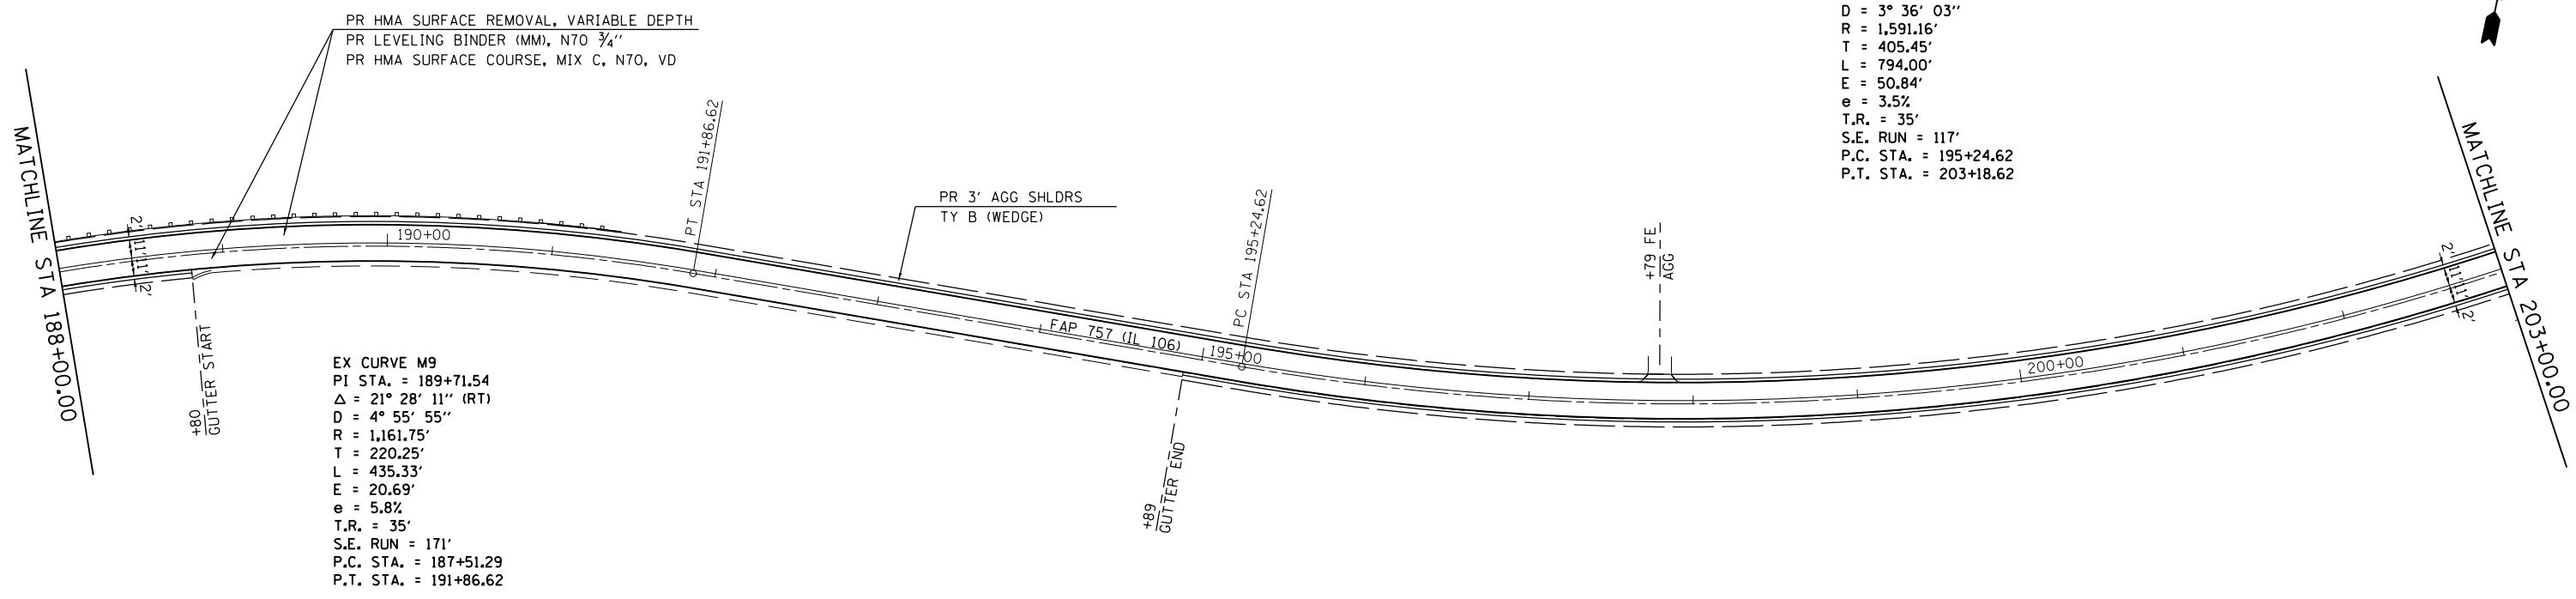 PR HMA SURFACE REMOVAL, VARIABLE DEPTH
PR LEVELING BINDER (MM), N70 ¾''
PR HMA SURFACE COURSE, MIX C, N70, VD
D = 3° 36' 03''
R = 1,591.16'
T = 405.45'
L = 794.00'
E = 50.84'
e = 3.5%
T.R. = 35'
S.E. RUN = 117'
P.C. STA. = 195+24.62
P.T. STA. = 203+18.62
MATCHLINE STA 188+00.00
2'
11'
11'
2'
190+00
PT STA 191+86.62
PR 3' AGG SHLDRS
TY B (WEDGE)
FAP 757 (IL 106)
195+00
PC STA 195+24.62
+79 FE
AGG
200+00
2'
11'
11'
2'
MATCHLINE STA 203+00.00
+80
GUTTER START
+89
GUTTER END
EX CURVE M9
PI STA. = 189+71.54
Δ = 21° 28' 11'' (RT)
D = 4° 55' 55''
R = 1,161.75'
T = 220.25'
L = 435.33'
E = 20.69'
e = 5.8%
T.R. = 35'
S.E. RUN = 171'
P.C. STA. = 187+51.29
P.T. STA. = 191+86.62